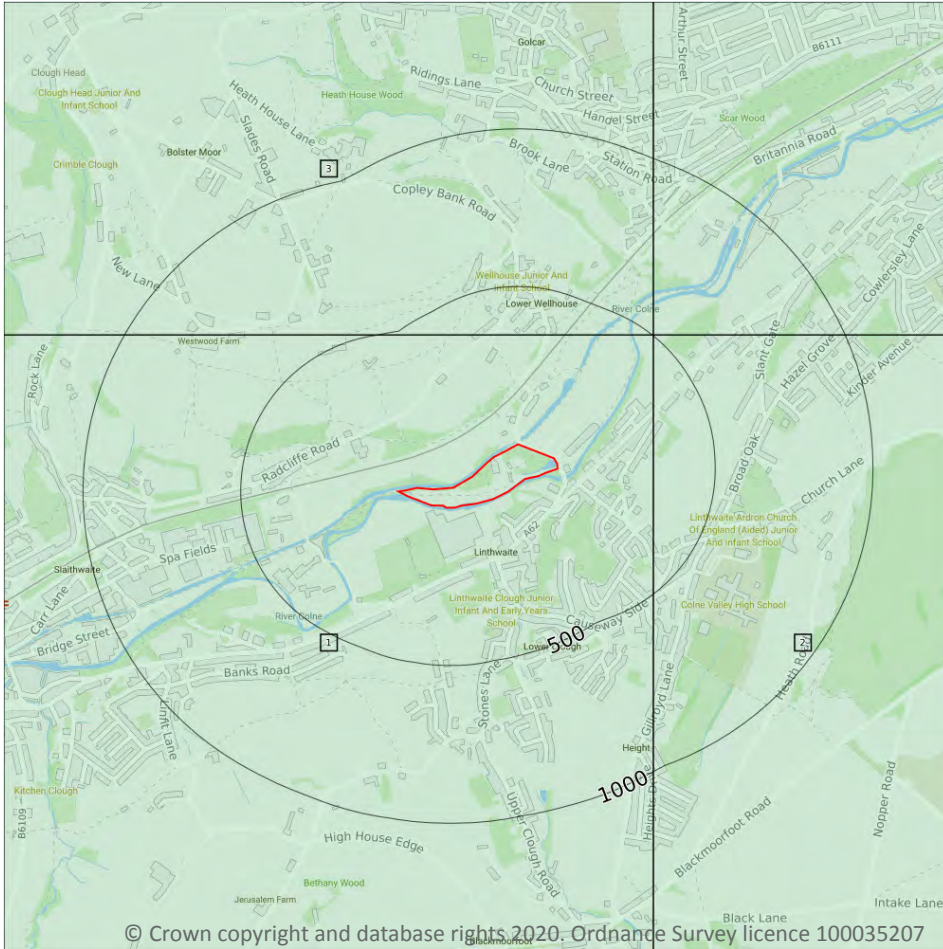 Arthur Street
B6111
Golcar
Clough Head
Ridings Lane
Church Street
Clough Head Junior And
Infant School
Heath House Lane
Heath House Wood
Handel Street
Scar Wood
Slades Road
Britannia Road
Bolster Moor
Brook Lane
Station Road
Crimble Clough
3
Copley Bank Road
Cowlersley Lane
New Lane
Wellhouse Junior And
Infant School
Lower Wellhouse
River Colne
Westwood Farm
Slant Gate
Hazel Grove
Kinder Avenue
Rock Lane
Radcliffe Road
Broad Oak
Church Lane
A62
Linthwaite Ardron Church
Of England (Aided) Junior
And Infant School
Spa Fields
Linthwaite
Slaithwaite
Carr Lane
Linthwaite Clough Junior
Infant And Early Years
School
Colne Valley High School
River Colne
Causeway Side
Bridge Street
1
500
2
Lower Clough
Banks Road
Heath Road
Stones Lane
Gillroyd Lane
Linfit Lane
Height
1000
Kitchen Clough
Heights Drive
Upper Clough Road
Blackmoorfoot Road
Nopper Road
B6109
High House Edge
Bethany Wood
Jerusalem Farm
Intake Lane
Black Lane
Blackmoorfoot
© Crown copyright and database rights 2020. Ordnance Survey licence 100035207